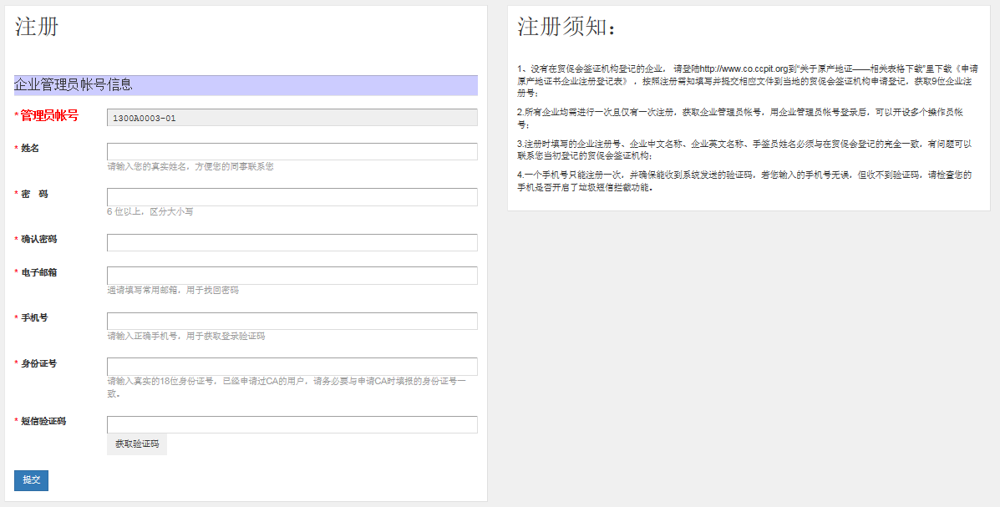 注册
企业管理员帐号信息
* 管理员帐号
1300A0003-01
* 姓名
请输入您的真实姓名，方便您的同事联系您
* 密　码
6 位以上，区分大小写
* 确认密码
* 电子邮箱
通请填写常用邮箱，用于找回密码
* 手机号
请输入正确手机号，用于获取登录验证码
* 身份证号
请输入真实的18位身份证号，已经申请过CA的用户，请务必要与申请CA时填报的身份证号一
致。
* 短信验证码
获取验证码
提交
注册须知：
1、没有在贸促会签证机构登记的企业， 请登陆http://www.co.ccpit.org到“关于原产地证——相关表格下载”里下载《申请
原产地证书企业注册登记表》 ，按照注册需知填写并提交相应文件到当地的贸促会签证机构申请登记，获取9位企业注
册号；
2.所有企业均需进行一次且仅有一次注册，获取企业管理员帐号，用企业管理员帐号登录后，可以开设多个操作员帐
号；
3.注册时填写的企业注册号、企业中文名称、企业英文名称、手签员姓名必须与在贸促会登记的完全一致，有问题可以
联系您当初登记的贸促会签证机构；
4.一个手机号只能注册一次，并确保能收到系统发送的验证码，若您输入的手机号无误，但收不到验证码，请检查您的
手机是否开启了垃圾短信拦截功能。